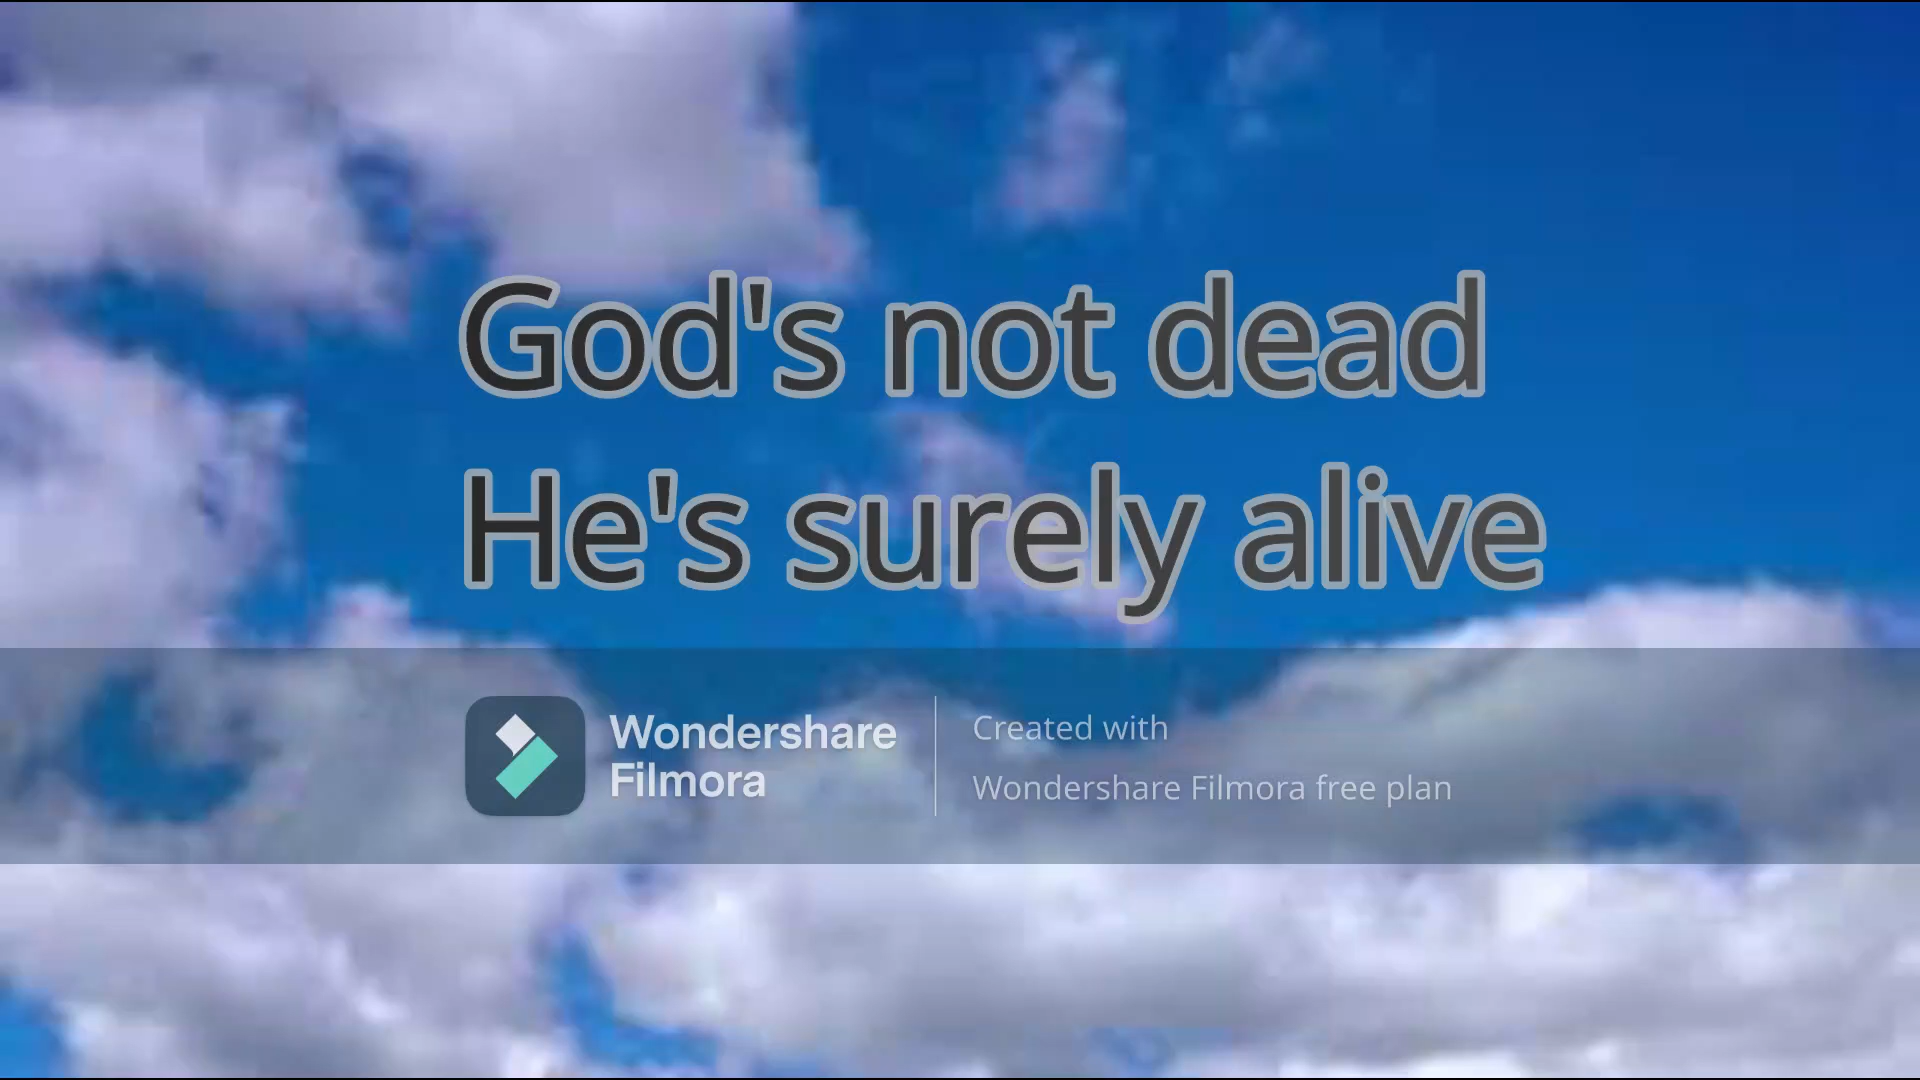 God's not dead
He's surely alive
Wondershare
Filmora
Created with
Wondershare Filmora free plan